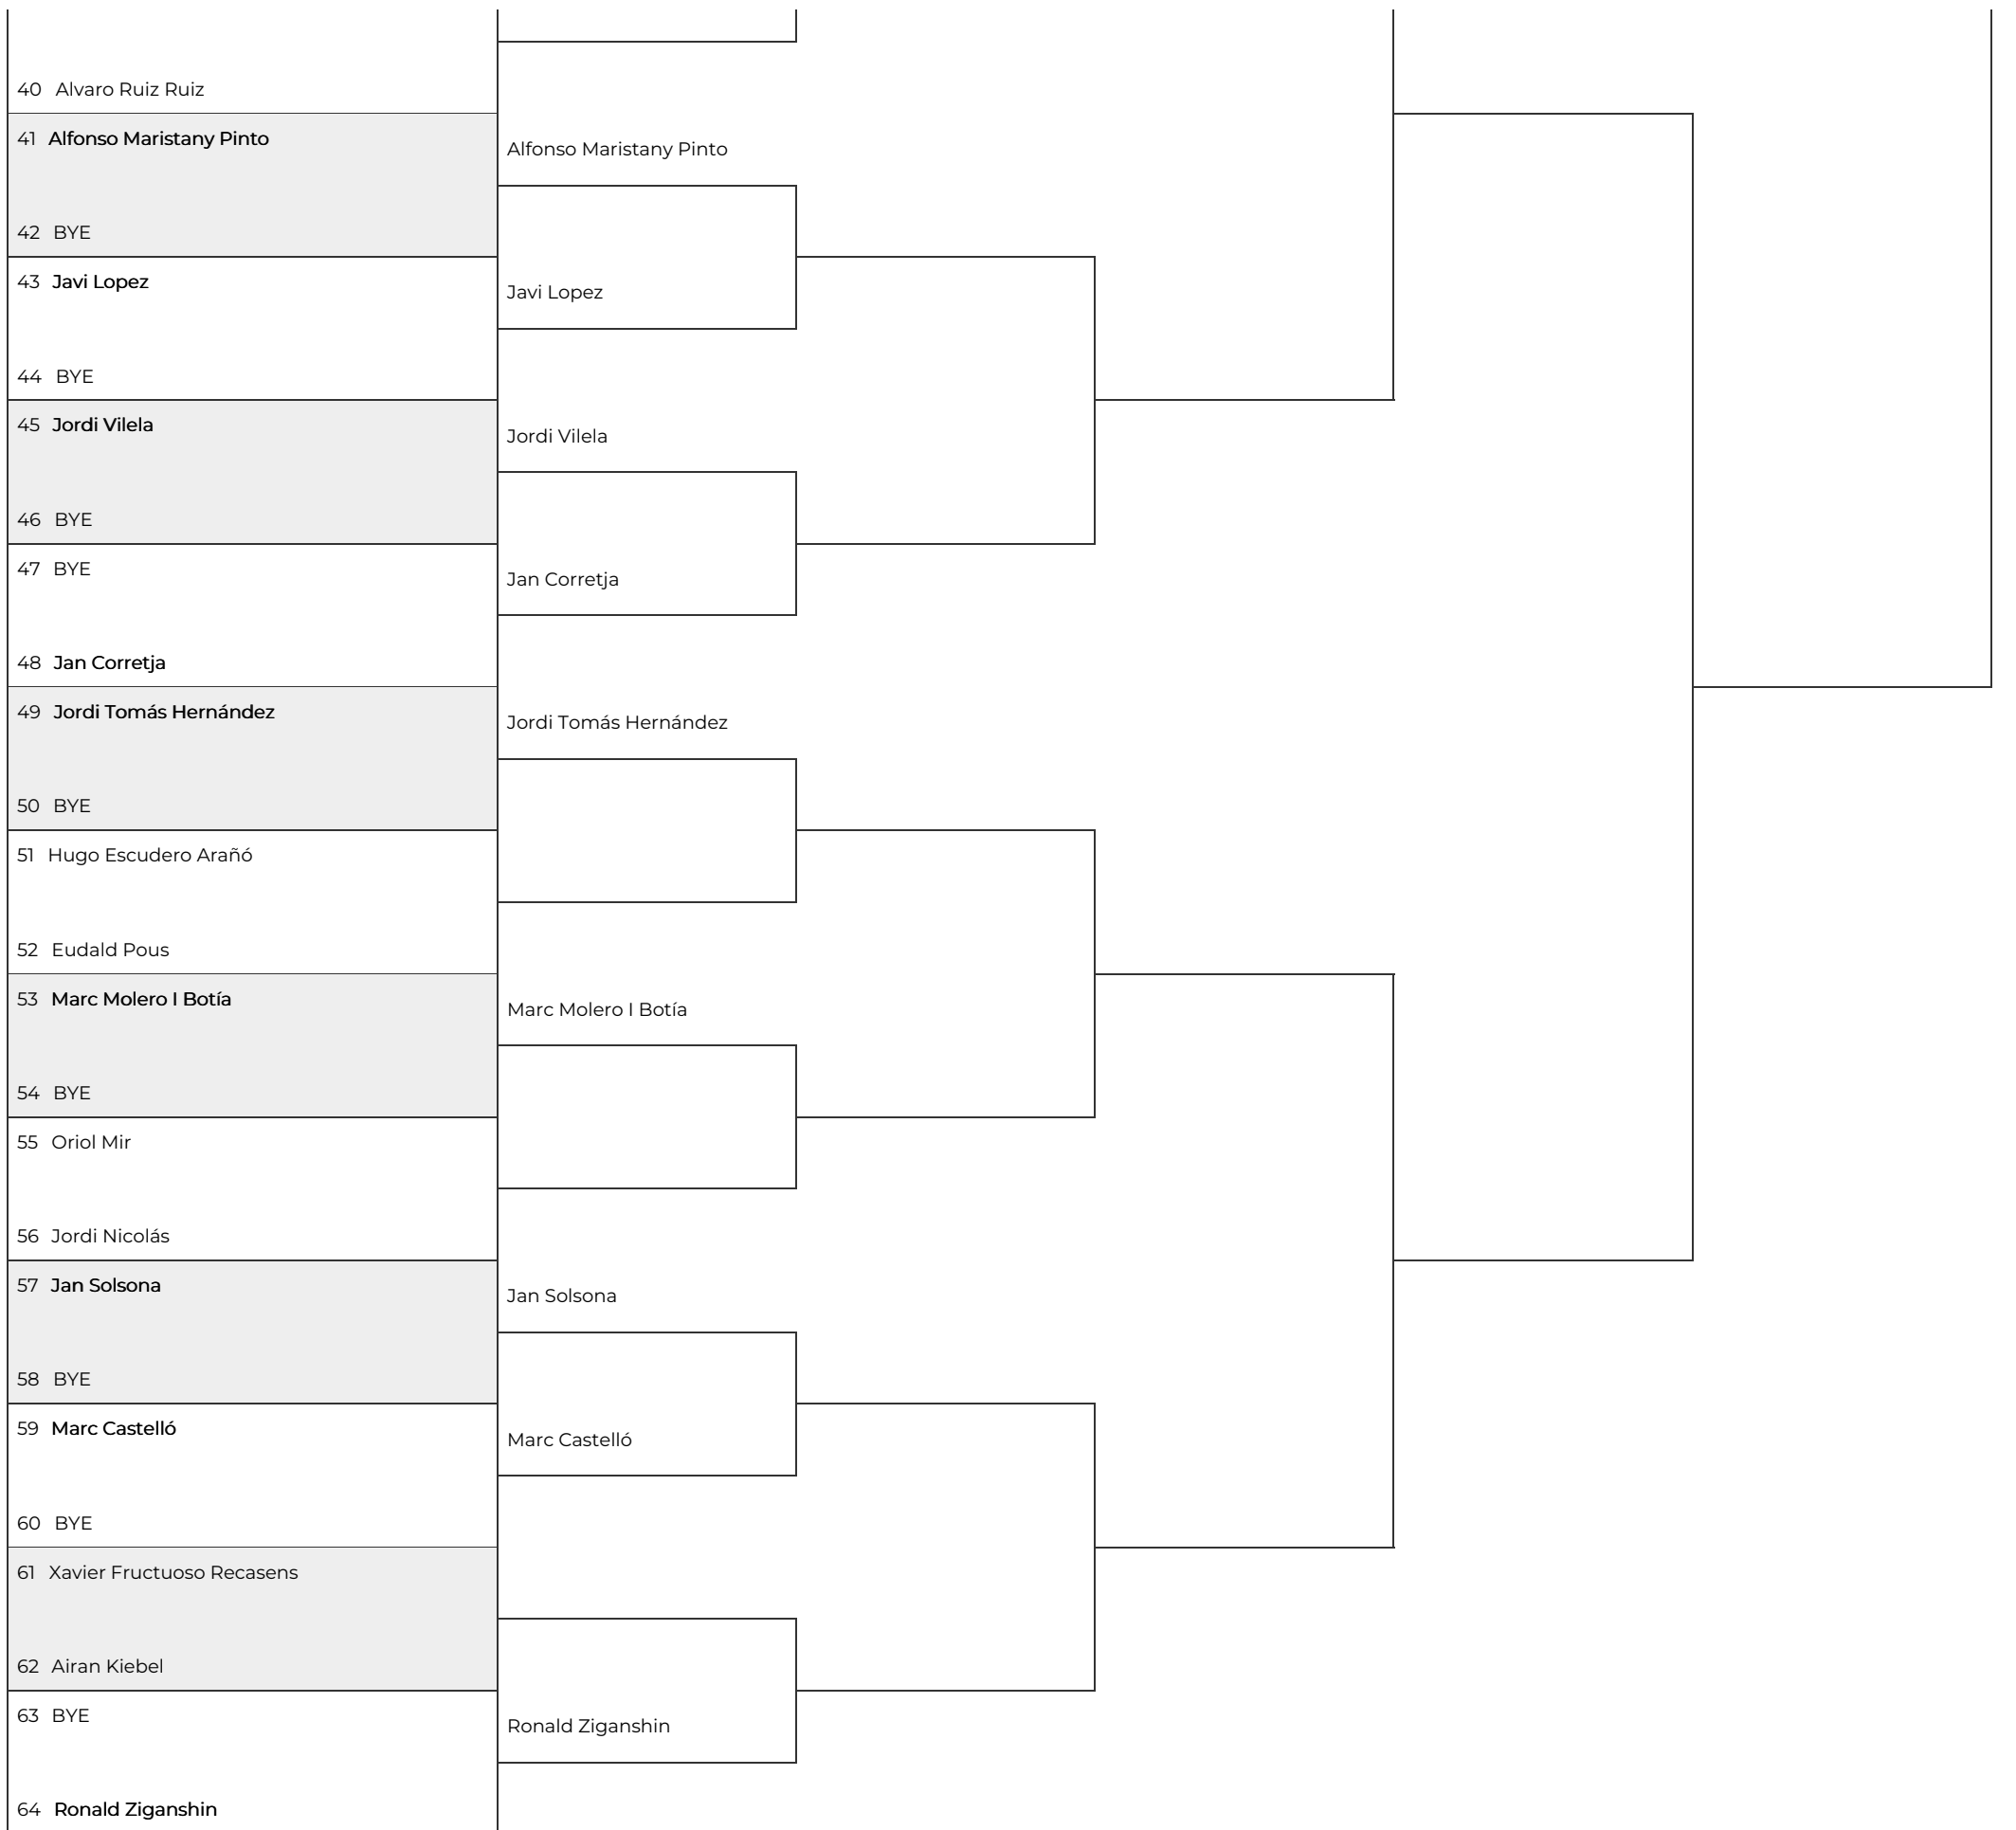 40 Alvaro Ruiz Ruiz
41 Alfonso Maristany Pinto
Alfonso Maristany Pinto
42 BYE
43 Javi Lopez
Javi Lopez
44 BYE
45 Jordi Vilela
Jordi Vilela
46 BYE
47 BYE
Jan Corretja
48 Jan Corretja
49 Jordi Tomás Hernández
Jordi Tomás Hernández
50 BYE
51 Hugo Escudero Arañó
52 Eudald Pous
53 Marc Molero I Botía
Marc Molero I Botía
54 BYE
55 Oriol Mir
56 Jordi Nicolás
57 Jan Solsona
Jan Solsona
58 BYE
59 Marc Castelló
Marc Castelló
60 BYE
61 Xavier Fructuoso Recasens
62 Airan Kiebel
63 BYE
Ronald Ziganshin
64 Ronald Ziganshin